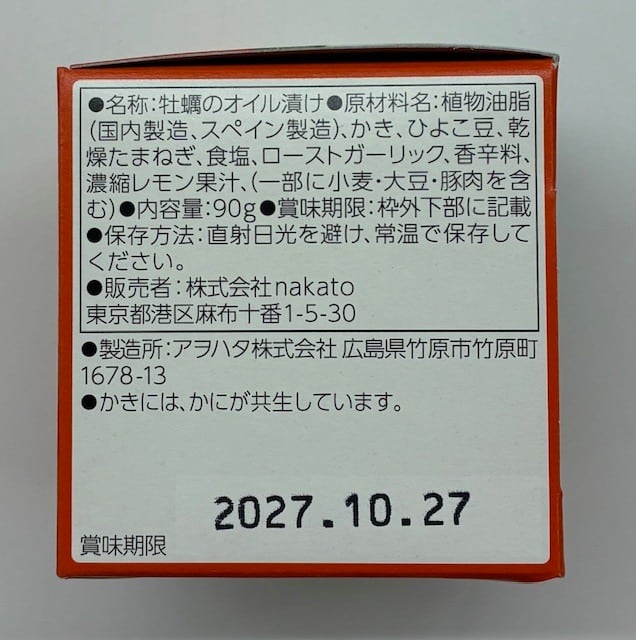 ●名称:牡蠣のオイル漬け●原材料名:植物油脂
(国内製造、スペイン製造)、かき、ひよこ豆、乾
燥たまねぎ、食塩、ローストガーリック、香辛料、
濃縮レモン果汁、(一部に小麦・大豆・豚肉を含
む)●内容量:90g●賞味期限:枠外下部に記載
●保存方法:直射日光を避け、常温で保存して
ください。
●販売者:株式会社nakato
東京都港区麻布十番1-5-30
●製造所:アヲハタ株式会社 広島県竹原市竹原町
1678-13
●かきには、かにが共生しています。
2027.10.27
賞味期限